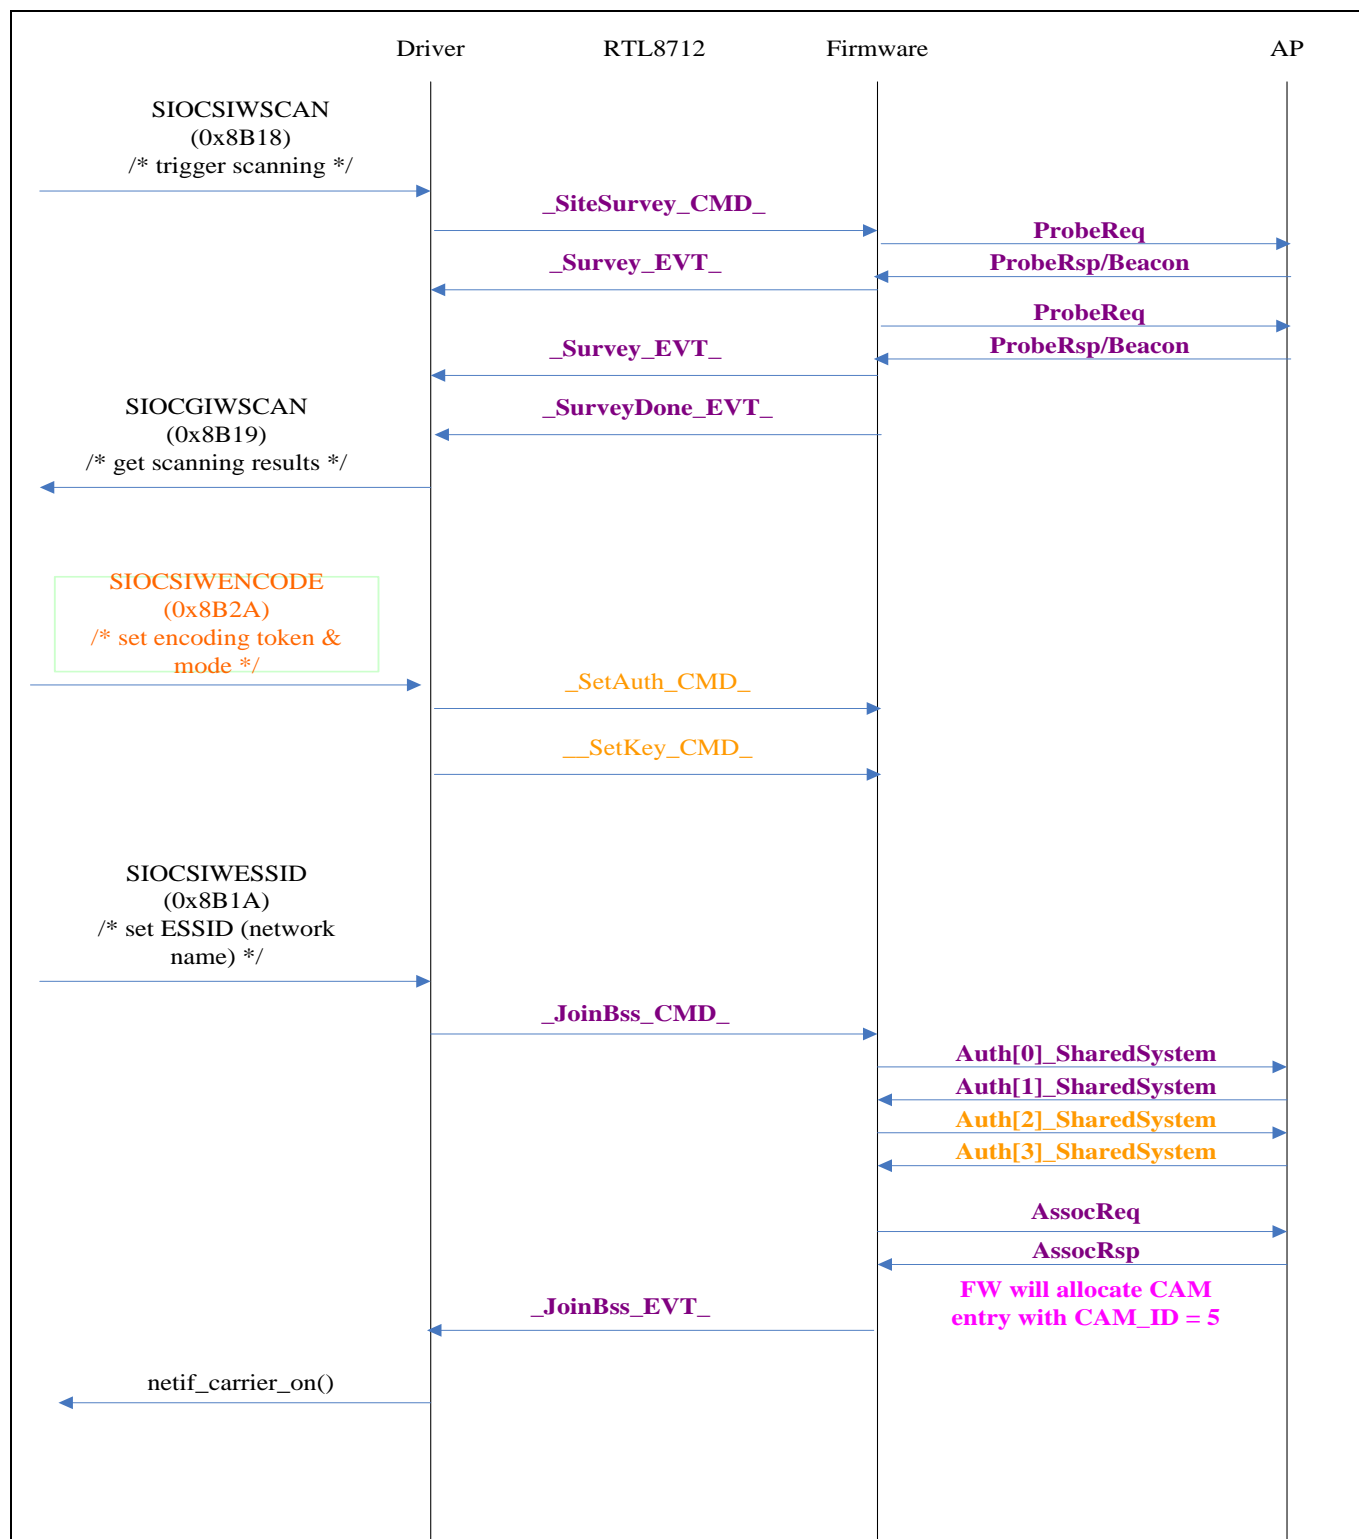 Driver
RTL8712
Firmware
AP
SIOCSIWSCAN
(0x8B18)
/* trigger scanning */
_SiteSurvey_CMD_
ProbeReq
_Survey_EVT_
ProbeRsp/Beacon
ProbeReq
_Survey_EVT_
ProbeRsp/Beacon
SIOCGIWSCAN
(0x8B19)
/* get scanning results */
_SurveyDone_EVT_
SIOCSIWENCODE
(0x8B2A)
/* set encoding token &
mode */
_SetAuth_CMD_
__SetKey_CMD_
SIOCSIWESSID
(0x8B1A)
/* set ESSID (network
name) */
_JoinBss_CMD_
Auth[0]_SharedSystem
Auth[1]_SharedSystem
Auth[2]_SharedSystem
Auth[3]_SharedSystem
AssocReq
AssocRsp
FW will allocate CAM
entry with CAM_ID = 5
_JoinBss_EVT_
netif_carrier_on()